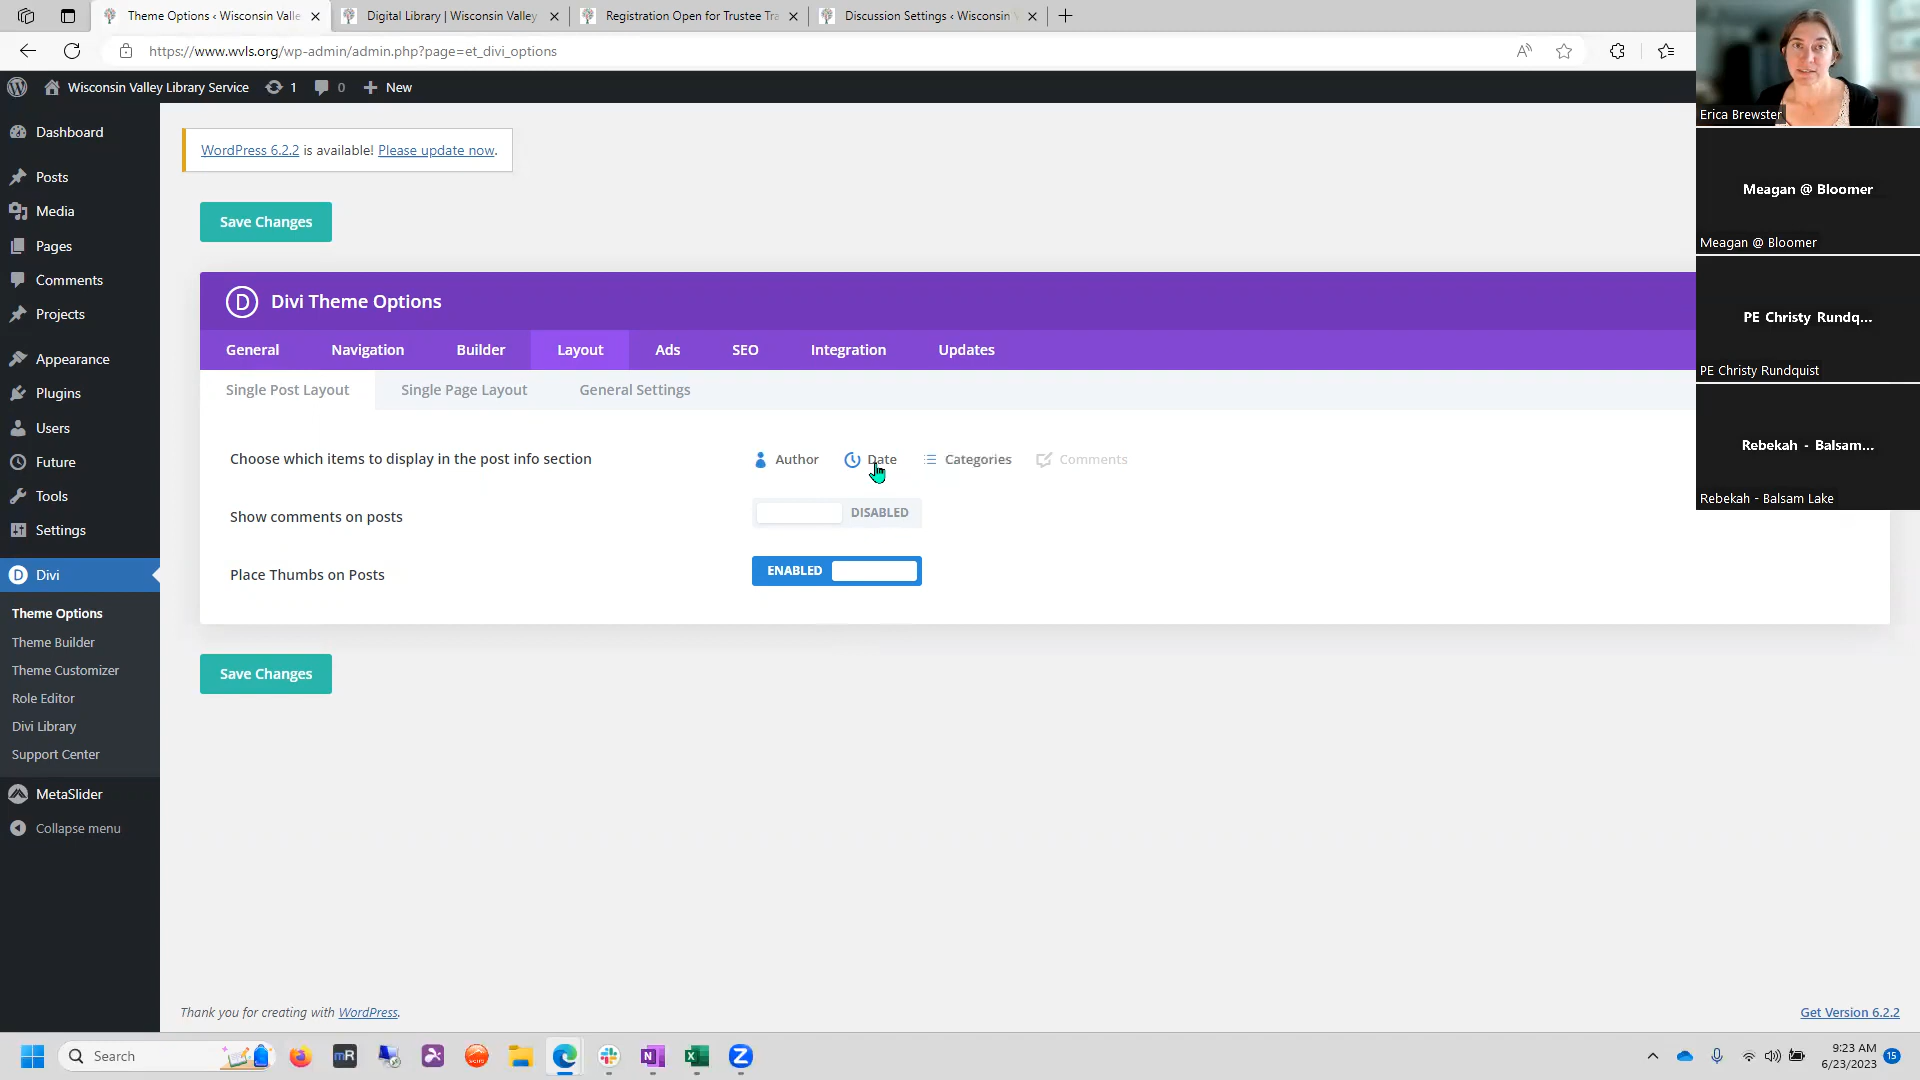 Theme Options ‹ Wisconsin Valle
Digital Library | Wisconsin Valley
Registration Open for Trustee Tra
Discussion Settings ‹ Wisconsin
https://www.wvls.org/wp-admin/admin.php?page=et_divi_options
Wisconsin Valley Library Service
1
0
New
Dashboard
Posts
Media
Pages
Comments
Projects
Appearance
Plugins
Users
Future
Tools
Settings
Divi
Theme Options
Theme Builder
Theme Customizer
Role Editor
Divi Library
Support Center
MetaSlider
Collapse menu
WordPress 6.2.2 is available! Please update now.
Save Changes
D Divi Theme Options
General Navigation Builder Layout Ads SEO Integration Updates
Single Post Layout Single Page Layout General Settings
Choose which items to display in the post info section
Author Date Categories Comments
Show comments on posts
DISABLED
Place Thumbs on Posts
ENABLED
Save Changes
Thank you for creating with WordPress.
Get Version 6.2.2
Erica Brewster
Meagan @ Bloomer
Meagan @ Bloomer
PE Christy Rundq...
PE Christy Rundquist
Rebekah - Balsam...
Rebekah - Balsam Lake
Search
mR
N
X
Z
9:23 AM
6/23/2023
15